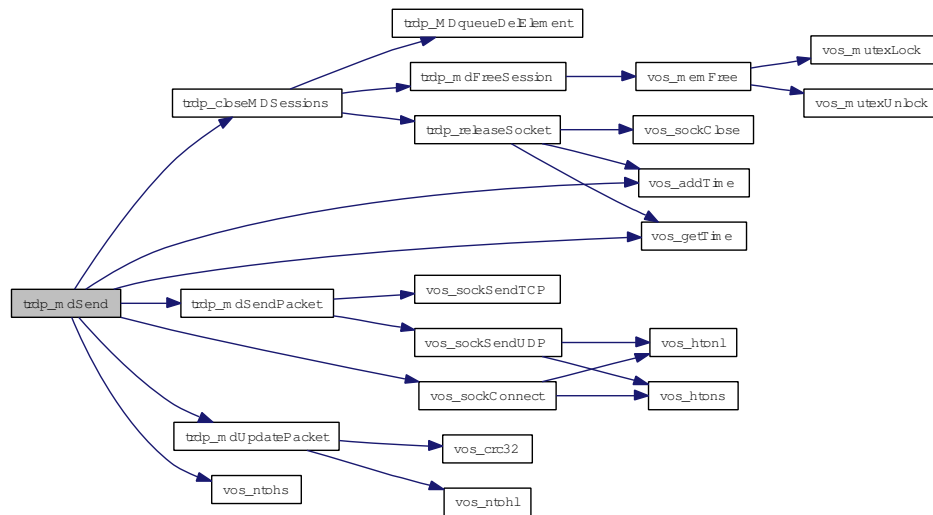 trdp_MDqueueDelElement
vos_mutexLock
trdp_mdFreeSession
vos_memFree
trdp_closeMDSessions
vos_mutexUnlock
trdp_releaseSocket
vos_sockClose
vos_addTime
vos_getTime
trdp_mdSend
trdp_mdSendPacket
vos_sockSendTCP
vos_sockSendUDP
vos_htonl
vos_sockConnect
vos_htons
trdp_mdUpdatePacket
vos_crc32
vos_ntohs
vos_ntohl